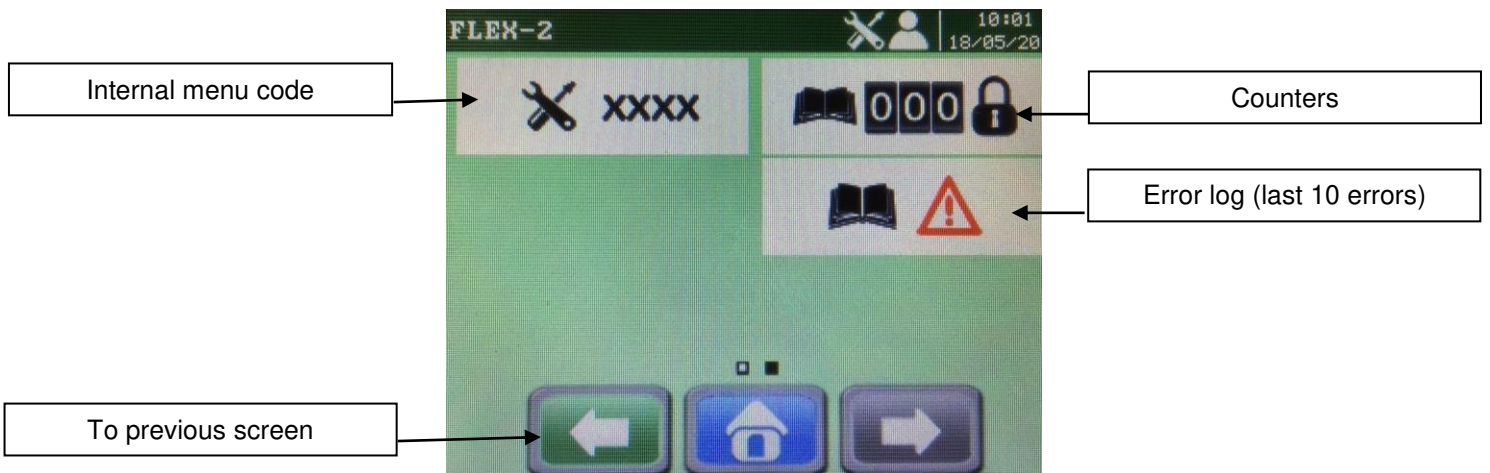 FLEX-2
10:01
18/05/20
Internal menu code
XXXX
000
Counters
Error log (last 10 errors)
To previous screen